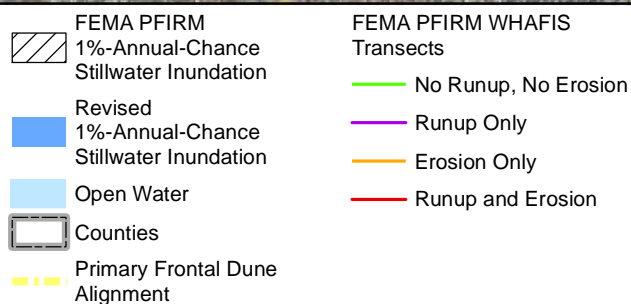 FEMA PFIRM
1%-Annual-Chance
Stillwater Inundation
Revised
1%-Annual-Chance
Stillwater Inundation
Open Water
Counties
Primary Frontal Dune
Alignment
FEMA PFIRM WHAFIS
Transects
No Runup, No Erosion
Runup Only
Erosion Only
Runup and Erosion